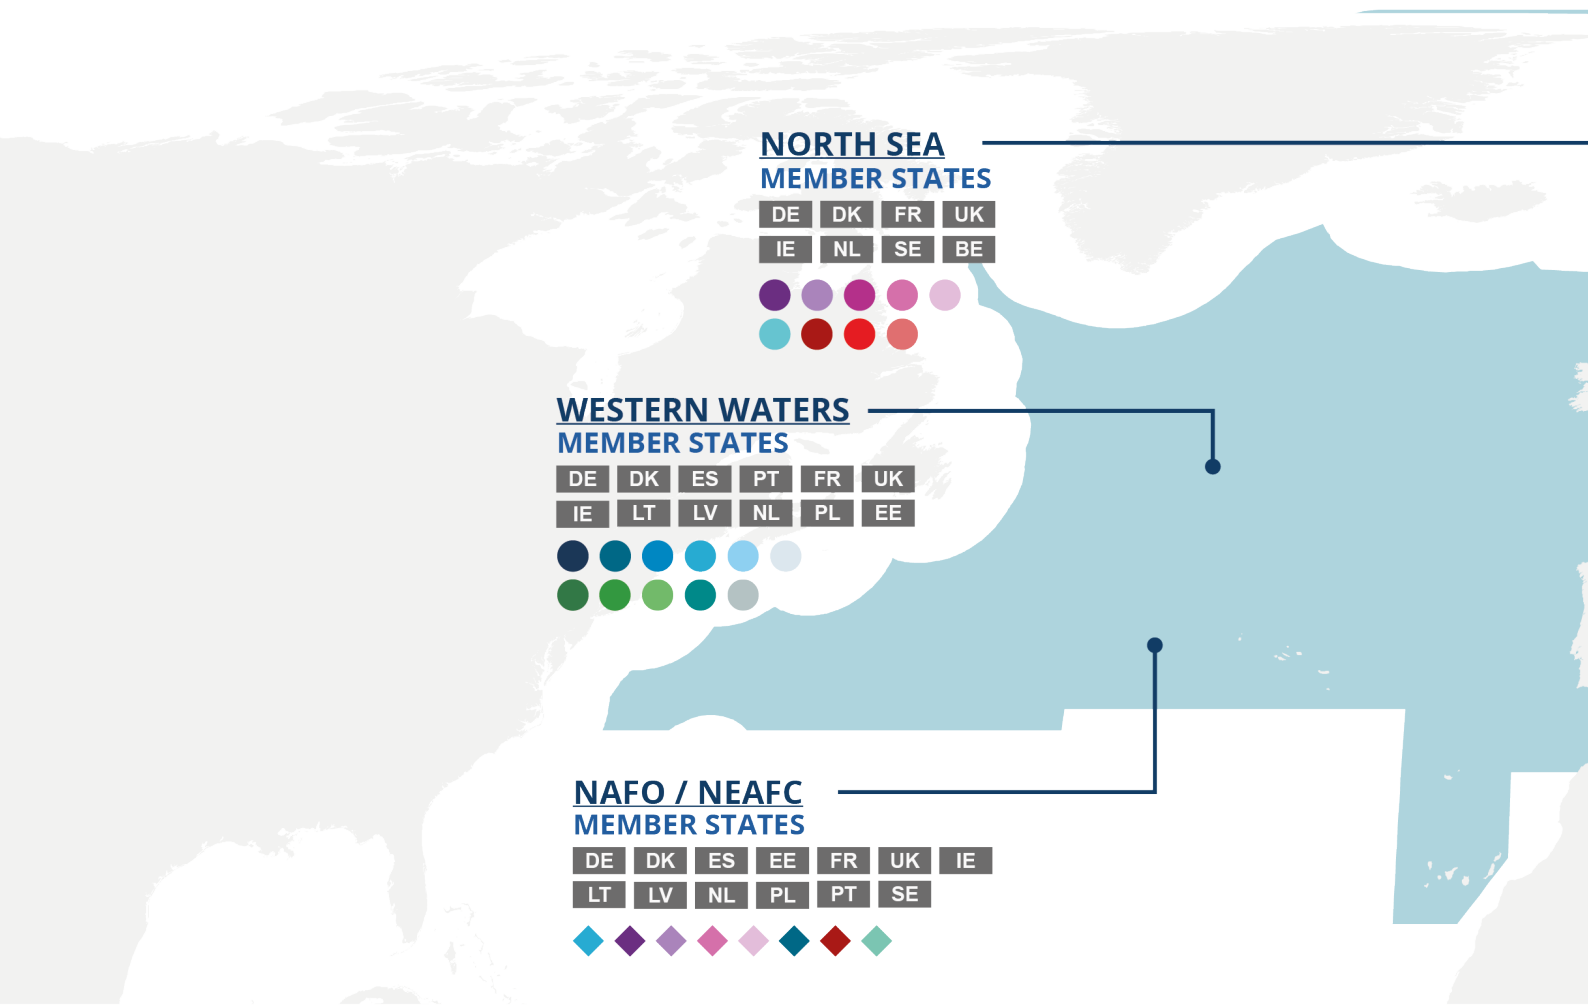 NORTH SEA
MEMBER STATES
DE DK FR UK
IE NL SE BE
WESTERN WATERS
MEMBER STATES
DE DK ES PT FR UK
IE LT LV NL PL EE
NAFO / NEAFC
MEMBER STATES
DE DK ES EE FR UK IE
LT LV NL PL PT SE